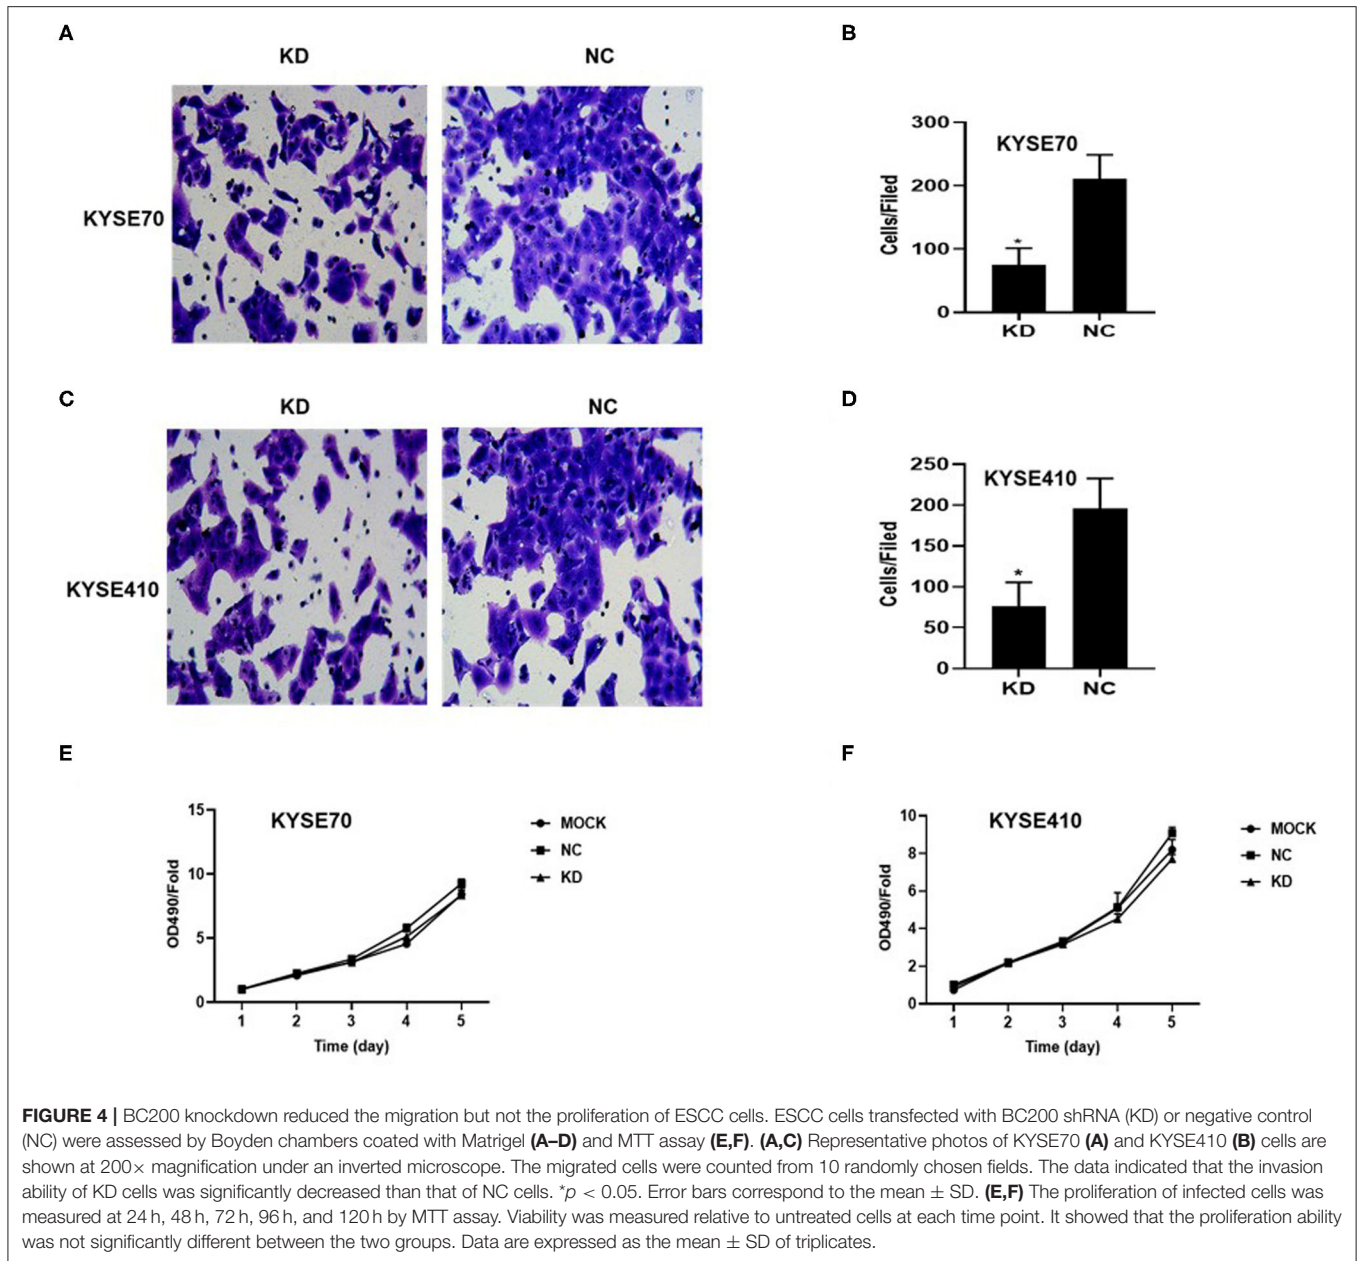 A
KD
NC
KYSE70
B
300
200
100
0
Cells/Filed
KYSE70
*
KD
NC
C
KD
NC
KYSE410
D
250
200
150
100
50
0
Cells/Filed
KYSE410
*
KD
NC
E
15
10
5
0
OD490/Fold
KYSE70
MOCK
NC
KD
1 2 3 4 5
Time (day)
F
10
8
6
4
2
0
OD490/Fold
KYSE410
MOCK
NC
KD
1 2 3 4 5
Time (day)
FIGURE 4 | BC200 knockdown reduced the migration but not the proliferation of ESCC cells. ESCC cells transfected with BC200 shRNA (KD) or negative control
(NC) were assessed by Boyden chambers coated with Matrigel (A–D) and MTT assay (E,F). (A,C) Representative photos of KYSE70 (A) and KYSE410 (B) cells are
shown at 200× magnification under an inverted microscope. The migrated cells were counted from 10 randomly chosen fields. The data indicated that the invasion
ability of KD cells was significantly decreased than that of NC cells. *p < 0.05. Error bars correspond to the mean ± SD. (E,F) The proliferation of infected cells was
measured at 24 h, 48 h, 72 h, 96 h, and 120 h by MTT assay. Viability was measured relative to untreated cells at each time point. It showed that the proliferation ability
was not significantly different between the two groups. Data are expressed as the mean ± SD of triplicates.